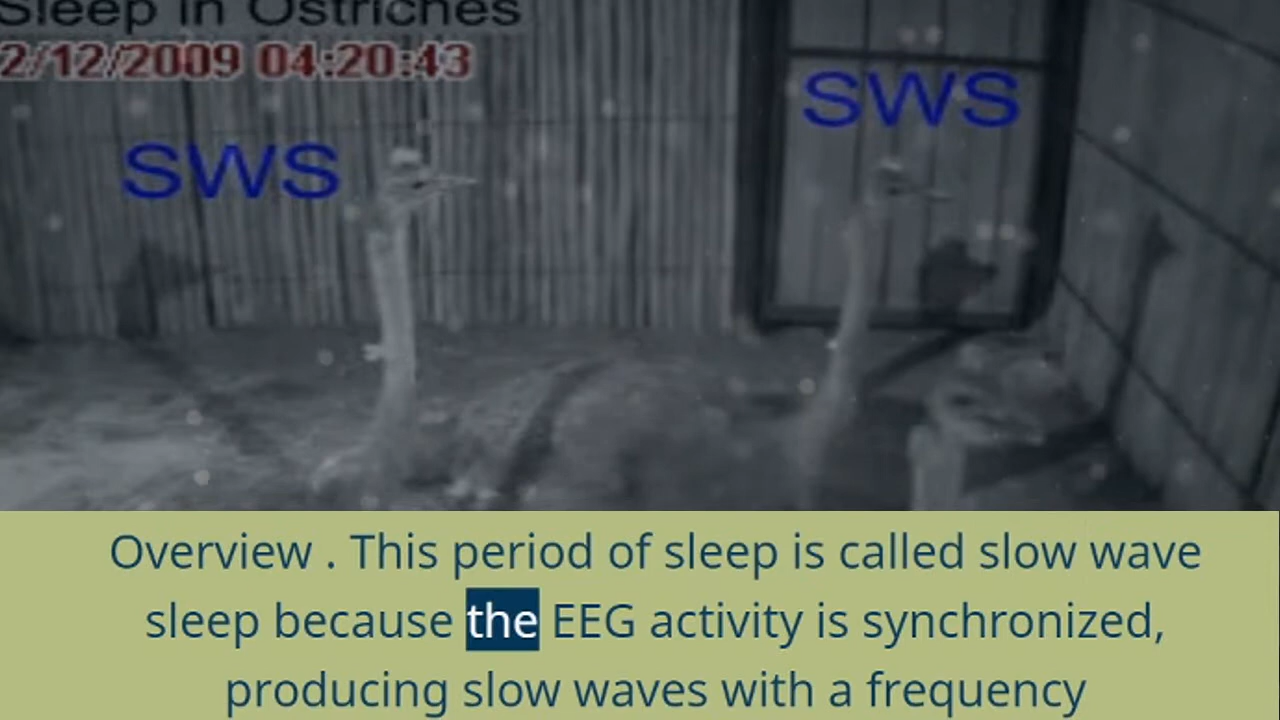 Sleep in Ostriches
2/12/2009 04:20:43
SWS
SWS
Overview . This period of sleep is called slow wave
sleep because the EEG activity is synchronized,
producing slow waves with a frequency